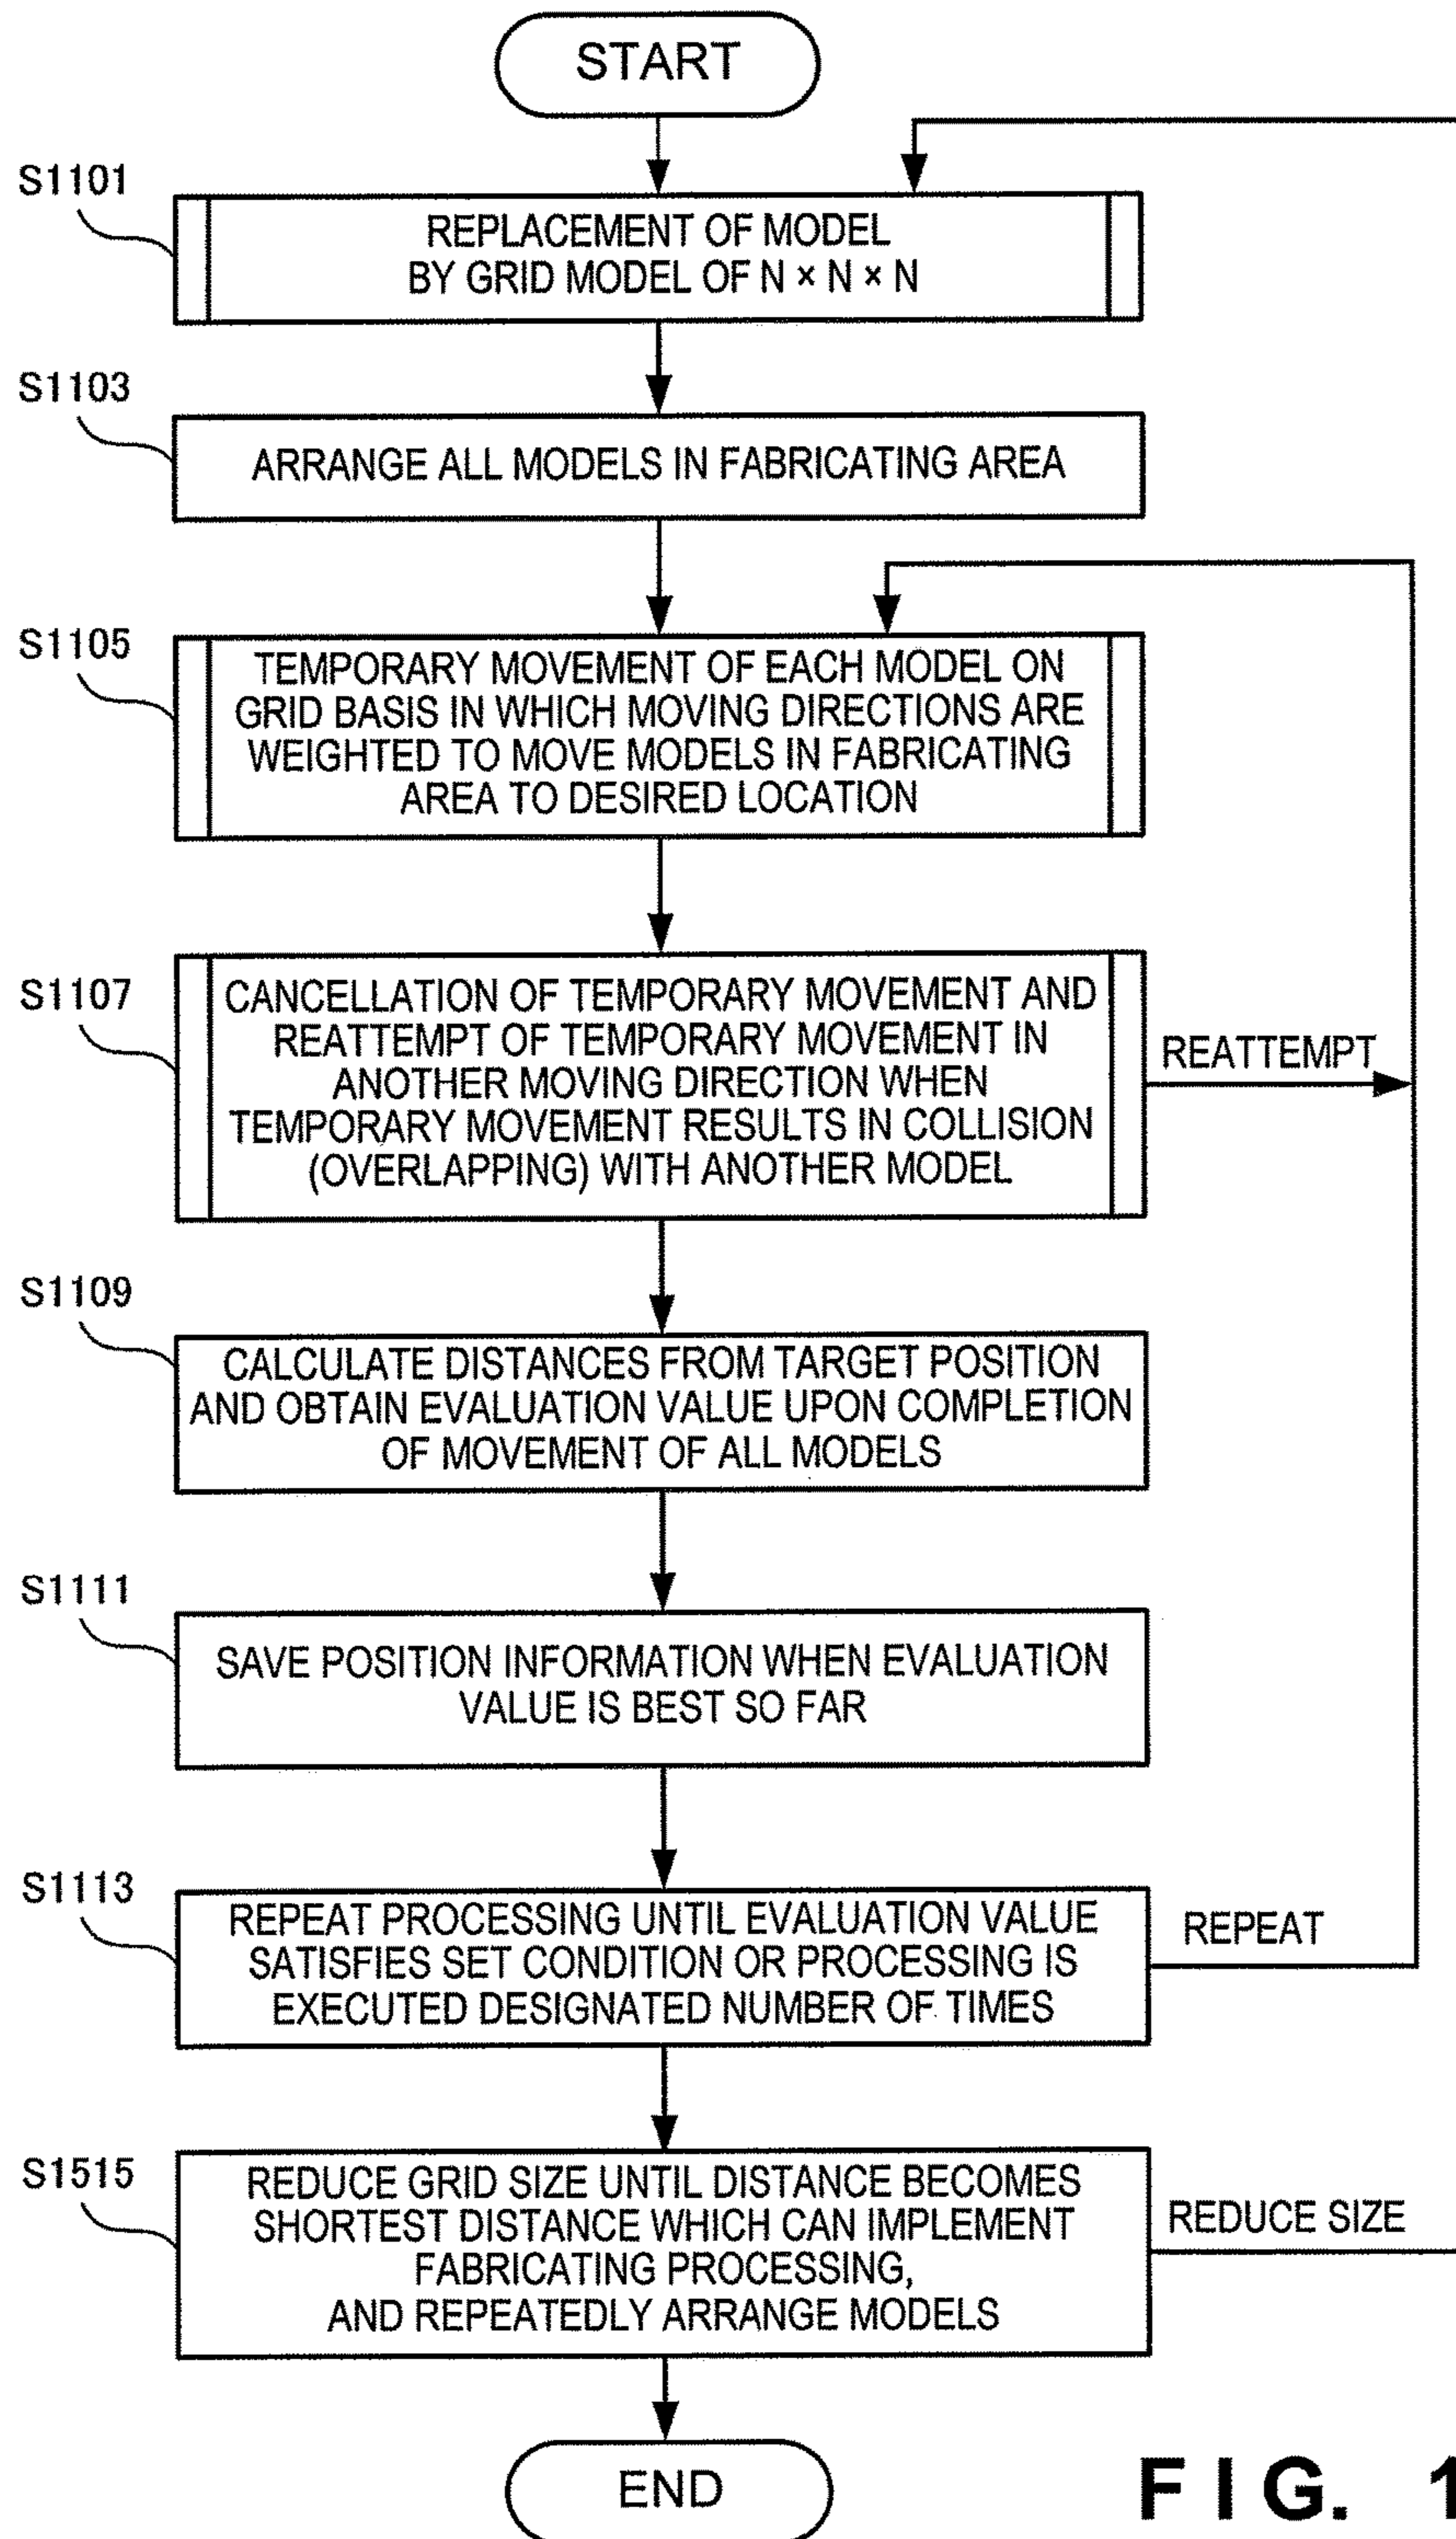 START
S1101
REPLACEMENT OF MODEL
BY GRID MODEL OF N × N × N
S1103
ARRANGE ALL MODELS IN FABRICATING AREA
S1105
TEMPORARY MOVEMENT OF EACH MODEL ON
GRID BASIS IN WHICH MOVING DIRECTIONS ARE
WEIGHTED TO MOVE MODELS IN FABRICATING
AREA TO DESIRED LOCATION
S1107
CANCELLATION OF TEMPORARY MOVEMENT AND
REATTEMPT OF TEMPORARY MOVEMENT IN
ANOTHER MOVING DIRECTION WHEN
TEMPORARY MOVEMENT RESULTS IN COLLISION
(OVERLAPPING) WITH ANOTHER MODEL
REATTEMPT
S1109
CALCULATE DISTANCES FROM TARGET POSITION
AND OBTAIN EVALUATION VALUE UPON COMPLETION
OF MOVEMENT OF ALL MODELS
S1111
SAVE POSITION INFORMATION WHEN EVALUATION
VALUE IS BEST SO FAR
S1113
REPEAT PROCESSING UNTIL EVALUATION VALUE
SATISFIES SET CONDITION OR PROCESSING IS
EXECUTED DESIGNATED NUMBER OF TIMES
REPEAT
S1515
REDUCE GRID SIZE UNTIL DISTANCE BECOMES
SHORTEST DISTANCE WHICH CAN IMPLEMENT
FABRICATING PROCESSING,
AND REPEATEDLY ARRANGE MODELS
REDUCE SIZE
END
FIG. 1